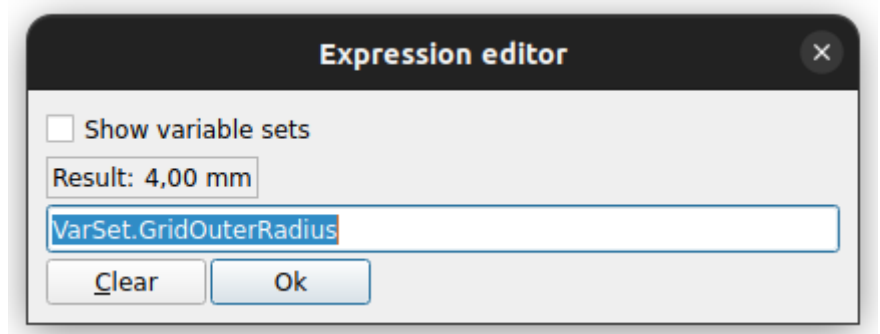 Expression editor
Show variable sets
Result: 4,00 mm
VarSet.GridOuterRadius
Clear Ok